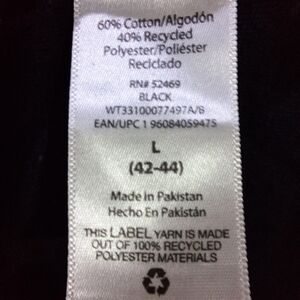 60% Cotton/Algodón
40% Recycled
Polyester/Poliéster
Reciclado
RN# 52469
BLACK
WT33100077497A/B
EAN/UPC 1 96084059475
L
(42-44)
Made in Pakistan
Hecho En Pakistán
THIS LABEL YARN IS MADE
OUT OF 100% RECYCLED
POLYESTER MATERIALS